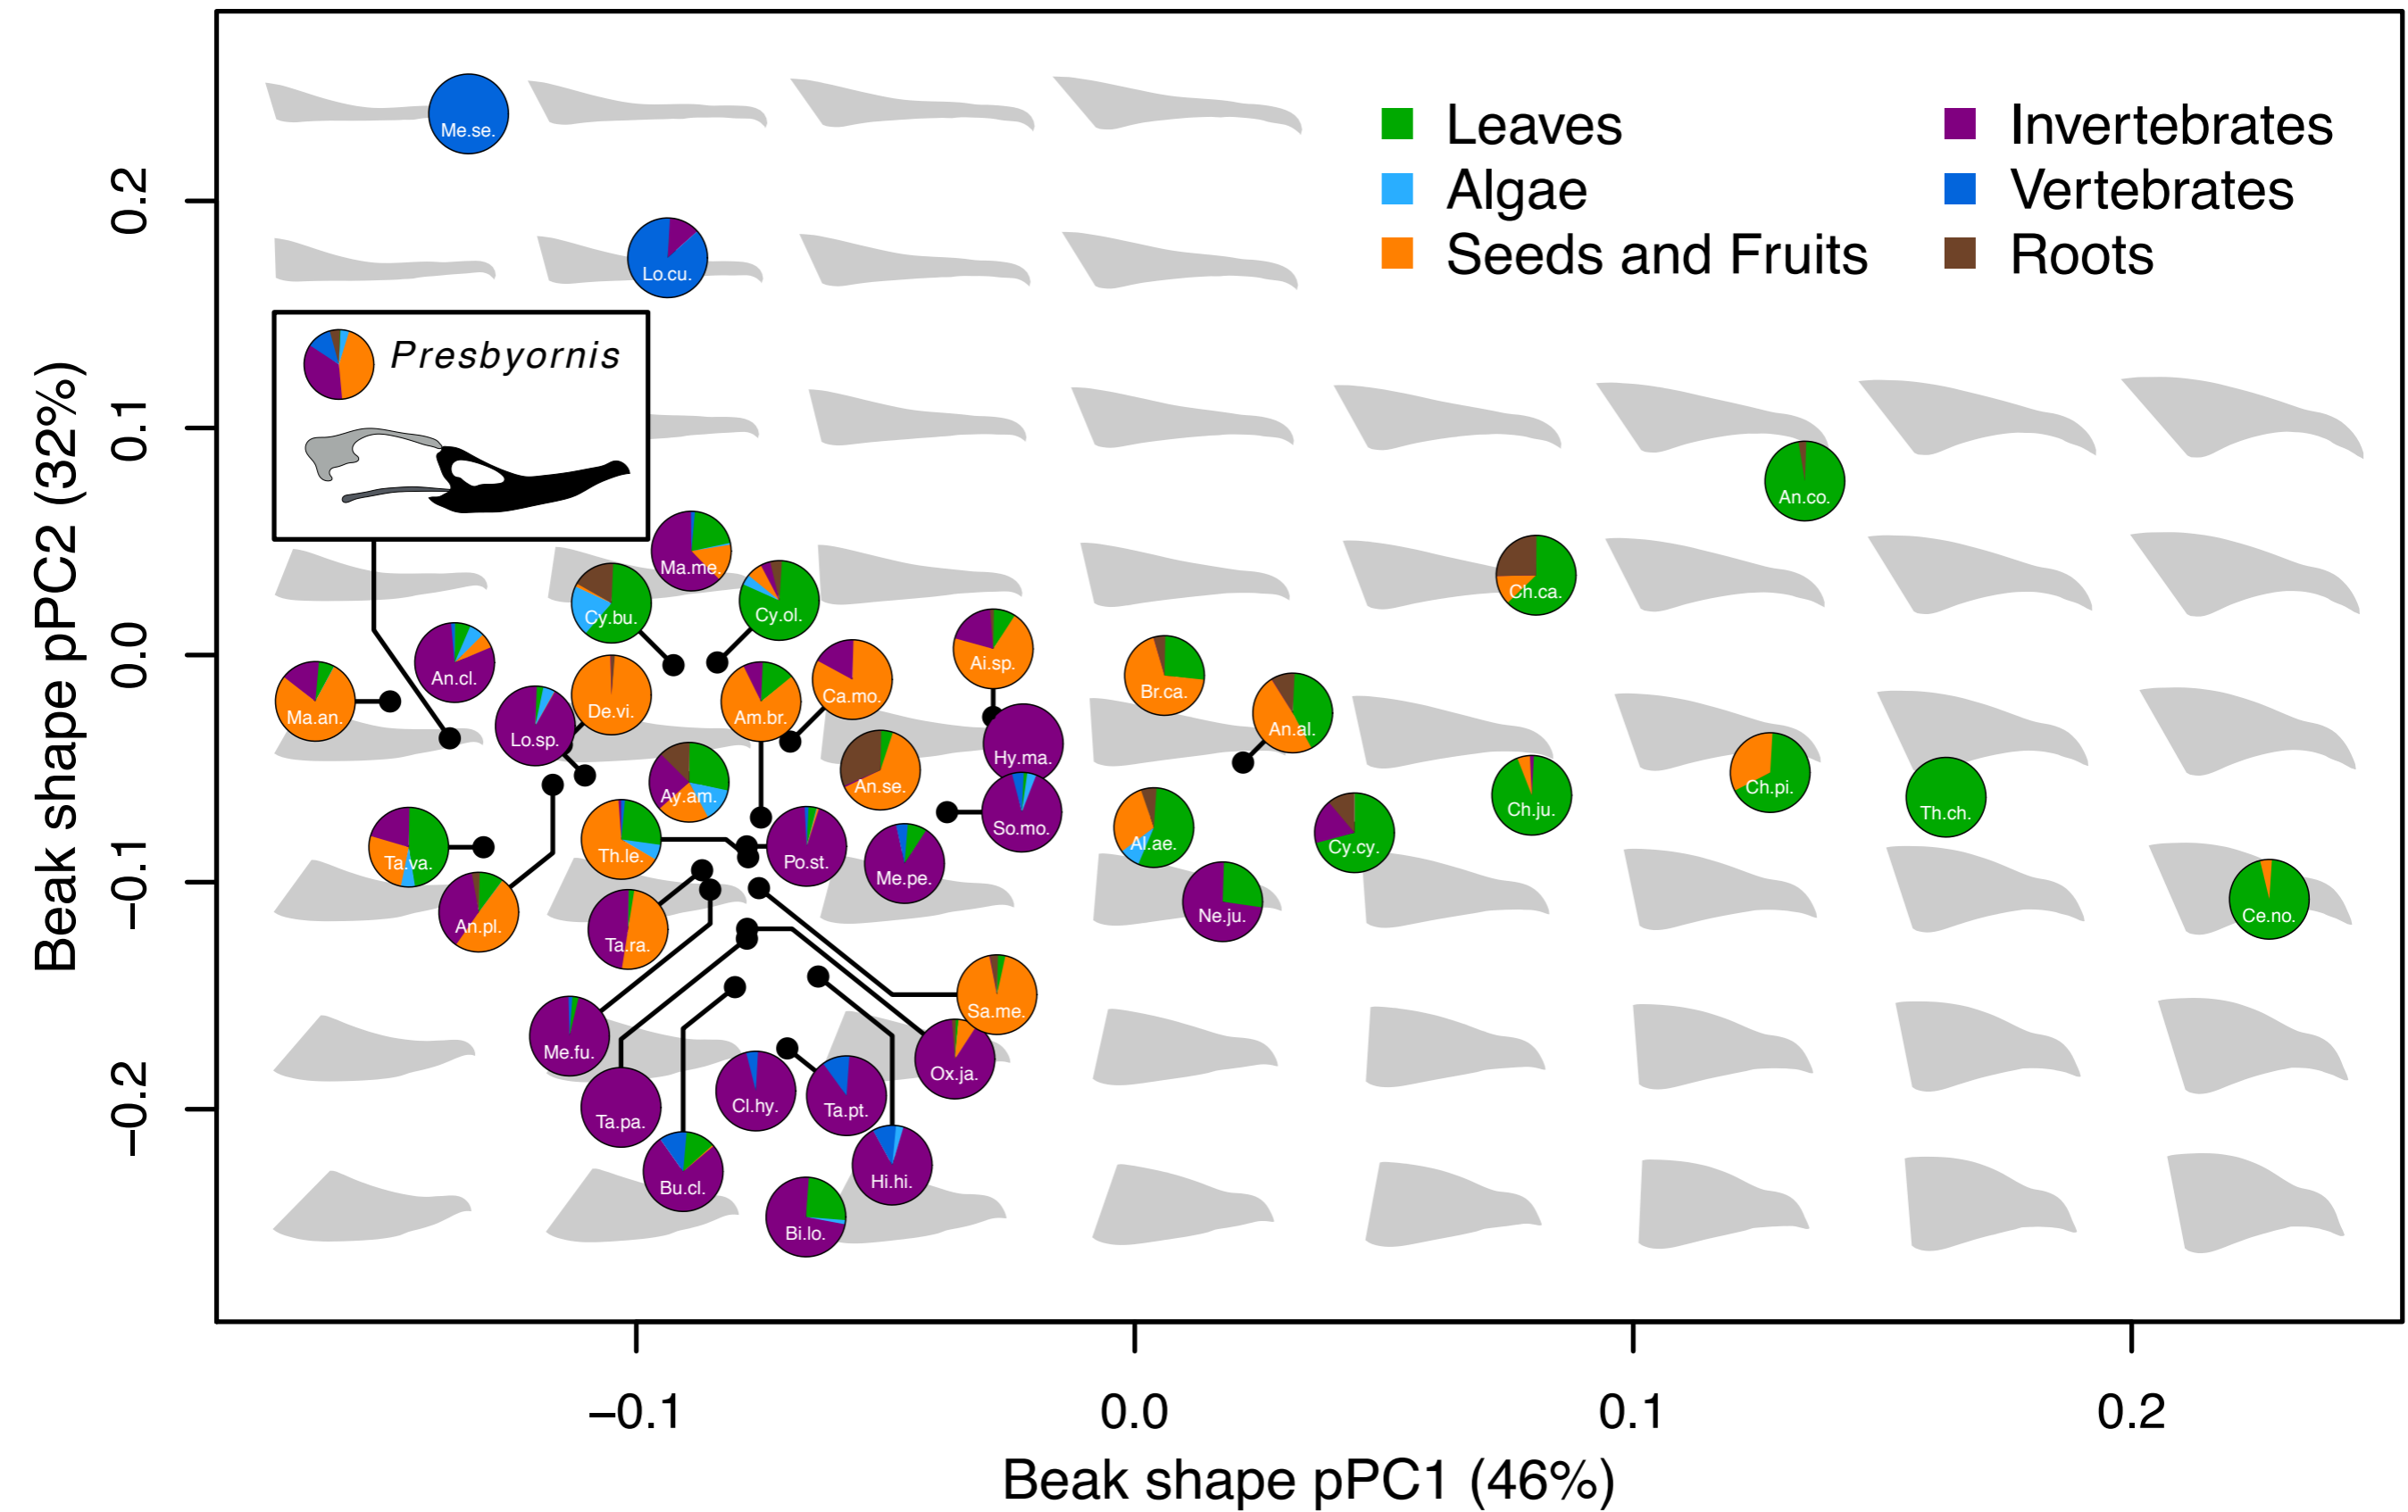 Leaves
Algae
Seeds and Fruits
Invertebrates
Vertebrates
Roots
Me.se.
Lo.cu.
Presbyornis
An.co.
Ma.me.
Ch.ca.
Cy.bu.
Cy.ol.
Ai.sp.
An.cl.
Ma.an.
De.vi.
Am.br.
Ca.mo.
Br.ca.
An.al.
Lo.sp.
Hy.ma.
Ay.am.
An.se.
Ch.ju.
Ch.pi.
Th.ch.
So.mo.
Ta.va.
Th.le.
Po.st.
Me.pe.
Al.ae.
Cy.cy.
An.pl.
Ta.ra.
Ne.ju.
Ce.no.
Sa.me.
Me.fu.
Ox.ja.
Ta.pa.
Cl.hy.
Ta.pt.
Bu.cl.
Hi.hi.
Bi.lo.
0.2
0.1
0.0
−0.1
−0.2
Beak shape pPC2 (32%)
−0.1
0.0
0.1
0.2
Beak shape pPC1 (46%)